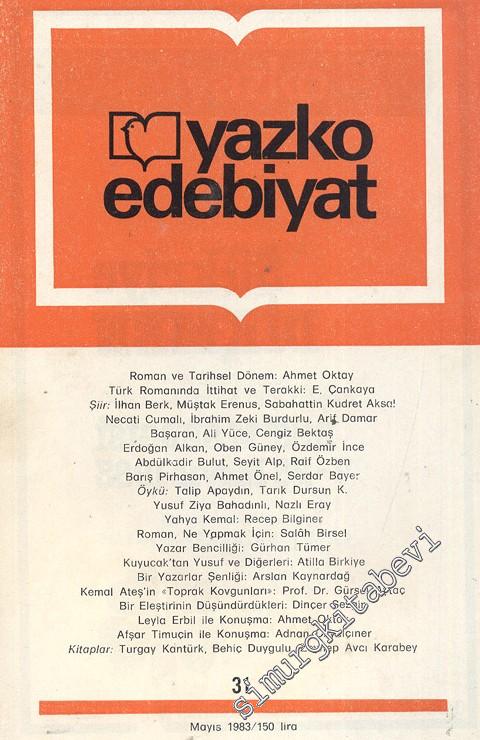 yazko
edebiyat
Roman ve Tarihsel Dönem: Ahmet Oktay
Türk Romanında İttihat ve Terakki: E. Çankaya
Şiir: İlhan Berk, Müştak Erenus, Sabahattin Kudret Aksal
Necati Cumalı, İbrahim Zeki Burdurlu, Arif Damar
Başaran, Ali Yüce, Cengiz Bektaş
Erdoğan Alkan, Oben Güney, Özdemir İnce
Abdülkadir Bulut, Seyit Alp, Raif Özben
Barış Pirhasan, Ahmet Önel, Serdar Bayer
Öykü: Talip Apaydın, Tarık Dursun K.
Yusuf Ziya Bahadınlı, Nazlı Eray
Yahya Kemal: Recep Bilginer
Roman, Ne Yapmak İçin: Salâh Birsel
Yazar Bencilliği: Gürhan Tümer
Kuyucak'tan Yusuf ve Diğerleri: Atilla Birkiye
Bir Yazarlar Şenliği: Arslan Kaynardağ
Kemal Ateş'in «Toprak Kovgunları»: Prof. Dr. Gürsel Aytaç
Bir Eleştirinin Düşündürdükleri: Dinçer
Leyla Erbil ile Konuşma: Ahmet
Afşar Timuçin ile Konuşma: Adnan
Kitaplar: Turgay Kantürk, Behiç Duygulu, Avcı Karabey
Mayıs 1983/150 lira
simurgkitabevi